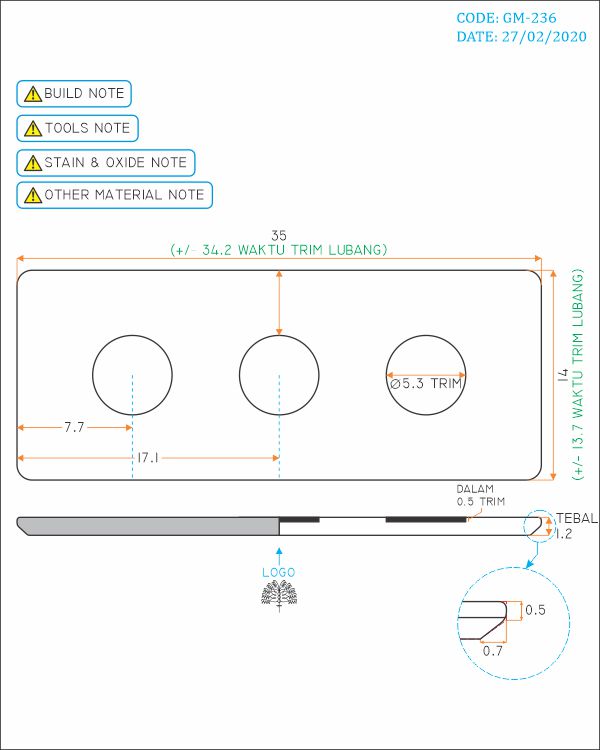 CODE: GM-236
DATE: 27/02/2020
BUILD NOTE
TOOLS NOTE
STAIN & OXIDE NOTE
OTHER MATERIAL NOTE
35
(+/- 34.2 WAKTU TRIM LUBANG)
14
(+/- 13.7 WAKTU TRIM LUBANG)
Ø5.3 TRIM
7.7
17.1
DALAM
0.5 TRIM
TEBAL
1.2
LOGO
0.5
0.7